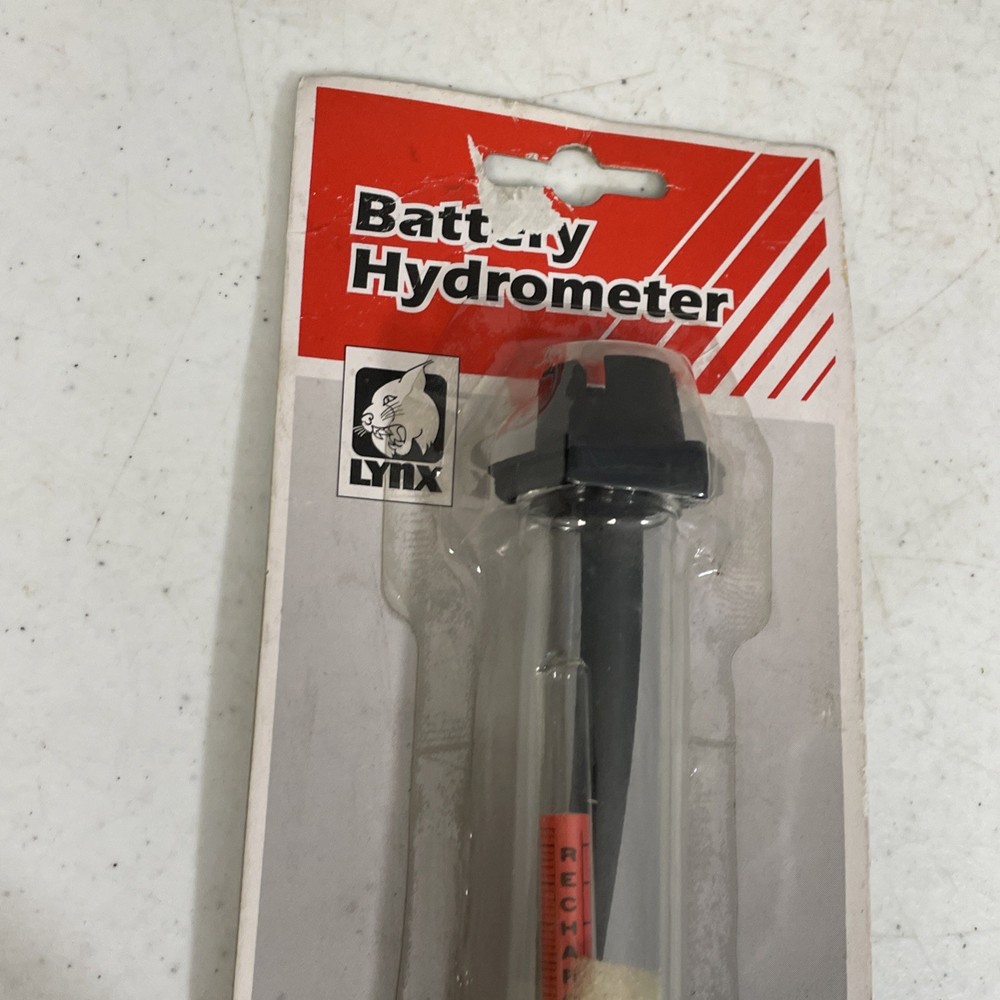 Battery
Hydrometer
LYNX
RECHAR